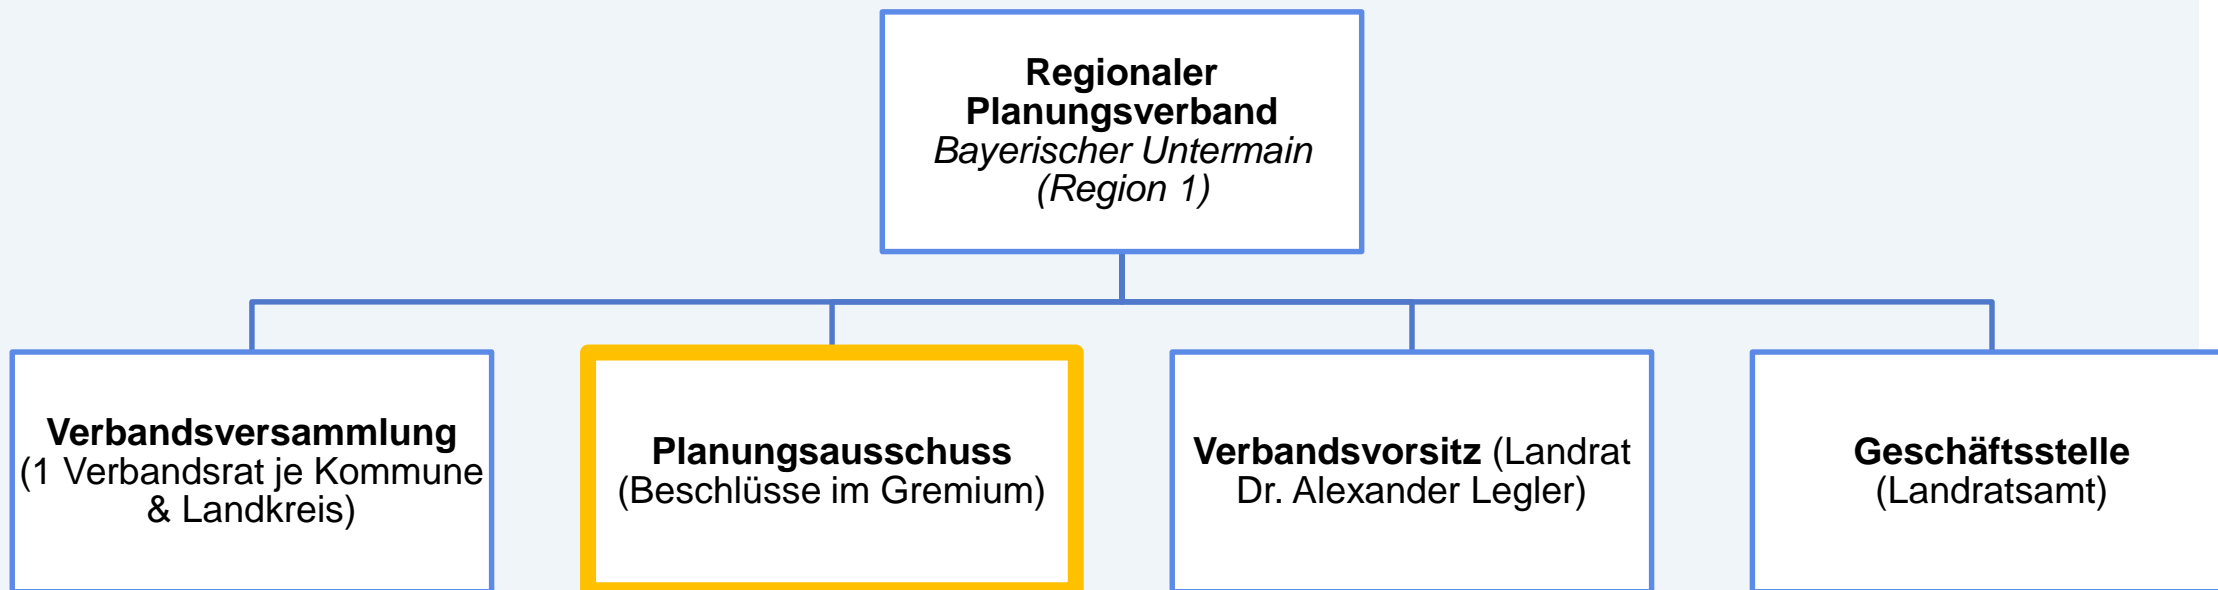 Regionaler
Planungsverband
Bayerischer Untermain
(Region 1)
Verbandsversammlung
(1 Verbandsrat je Kommune
& Landkreis)
Planungsausschuss
(Beschlüsse im Gremium)
Verbandsvorsitz (Landrat
Dr. Alexander Legler)
Geschäftsstelle
(Landratsamt)